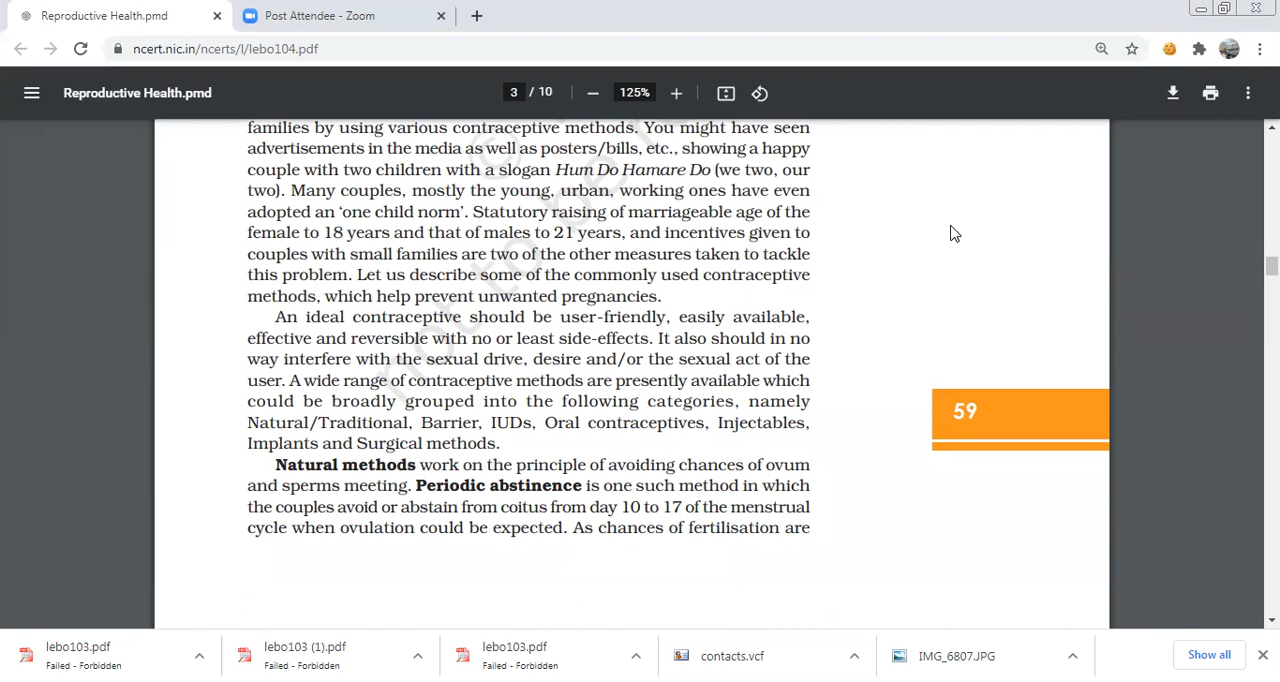 Reproductive Health.pmd
Post Attendee - Zoom
ncert.nic.in/ncerts/l/lebo104.pdf
Reproductive Health.pmd
3 / 10
125%
families by using various contraceptive methods. You might have seen
advertisements in the media as well as posters/bills, etc., showing a happy
couple with two children with a slogan Hum Do Hamare Do (we two, our
two). Many couples, mostly the young, urban, working ones have even
adopted an ‘one child norm’. Statutory raising of marriageable age of the
female to 18 years and that of males to 21 years, and incentives given to
couples with small families are two of the other measures taken to tackle
this problem. Let us describe some of the commonly used contraceptive
methods, which help prevent unwanted pregnancies.
An ideal contraceptive should be user-friendly, easily available,
effective and reversible with no or least side-effects. It also should in no
way interfere with the sexual drive, desire and/or the sexual act of the
user. A wide range of contraceptive methods are presently available which
could be broadly grouped into the following categories, namely
Natural/Traditional, Barrier, IUDs, Oral contraceptives, Injectables,
Implants and Surgical methods.
Natural methods work on the principle of avoiding chances of ovum
and sperms meeting. Periodic abstinence is one such method in which
the couples avoid or abstain from coitus from day 10 to 17 of the menstrual
cycle when ovulation could be expected. As chances of fertilisation are
59
©
not to be
lebo103.pdf
Failed - Forbidden
lebo103 (1).pdf
Failed - Forbidden
lebo103.pdf
Failed - Forbidden
contacts.vcf
IMG_6807.JPG
Show all